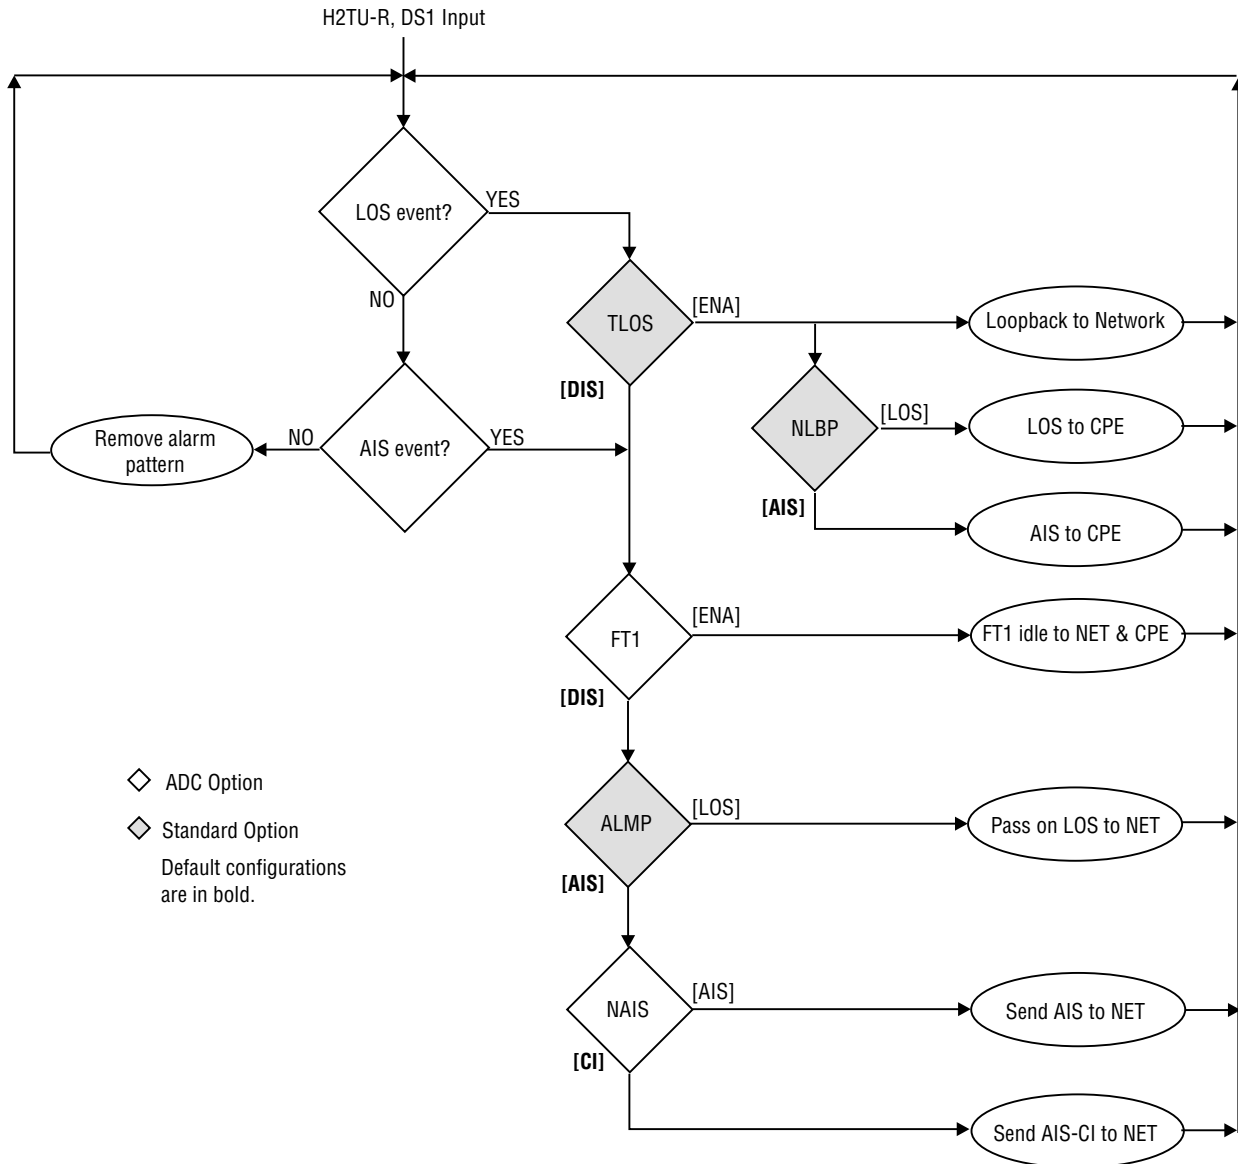 H2TU-R, DS1 Input
LOS event?
YES
NO
TLOS
[ENA]
[DIS]
Loopback to Network
NLBP
[LOS]
[AIS]
LOS to CPE
AIS to CPE
AIS event?
YES
NO
Remove alarm
pattern
FT1
[ENA]
[DIS]
FT1 idle to NET & CPE
ALMP
[LOS]
[AIS]
Pass on LOS to NET
NAIS
[AIS]
[CI]
Send AIS to NET
Send AIS-CI to NET
ADC Option
Standard Option
Default configurations
are in bold.